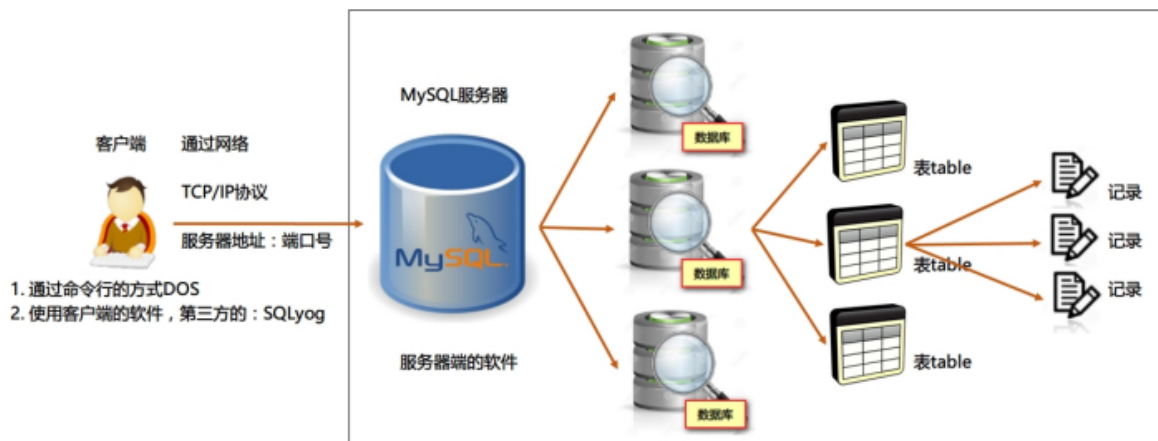 客户端
通过网络
TCP/IP协议
服务器地址：端口号
1. 通过命令行的方式DOS
2. 使用客户端的软件，第三方的：SQLyog
MySQL服务器
MySQL
服务器端的软件
数据库
数据库
数据库
表table
表table
表table
记录
记录
记录